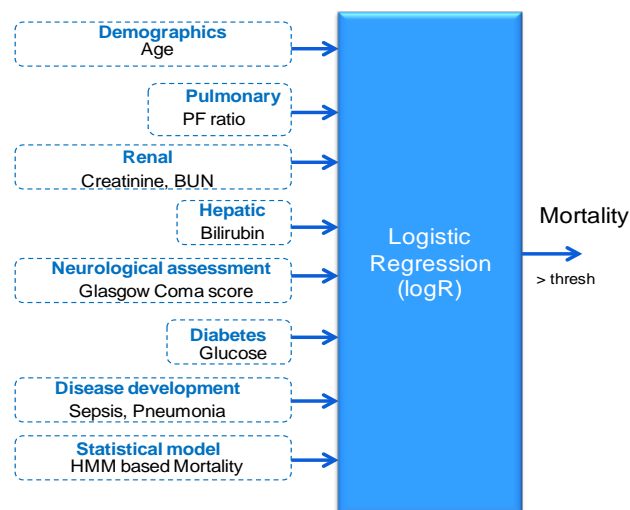 Demographics
Age
Pulmonary
PF ratio
Renal
Creatinine, BUN
Hepatic
Bilirubin
Neurological assessment
Glasgow Coma score
Diabetes
Glucose
Disease development
Sepsis, Pneumonia
Statistical model
HMM based Mortality
Logistic
Regression
(logR)
Mortality
> thresh